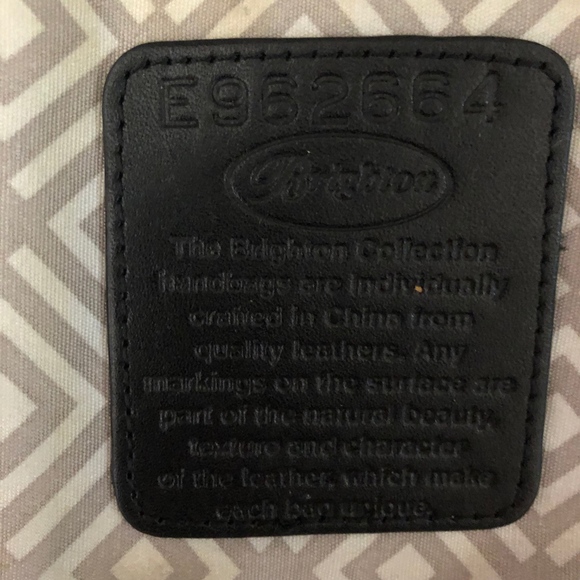 E962664
Brighton
The Brighton Collection
handbags are individually
crafted in China from
quality leathers. Any
markings on the surface are
part of the natural beauty,
texture and character
of the leather, which make
each bag unique.